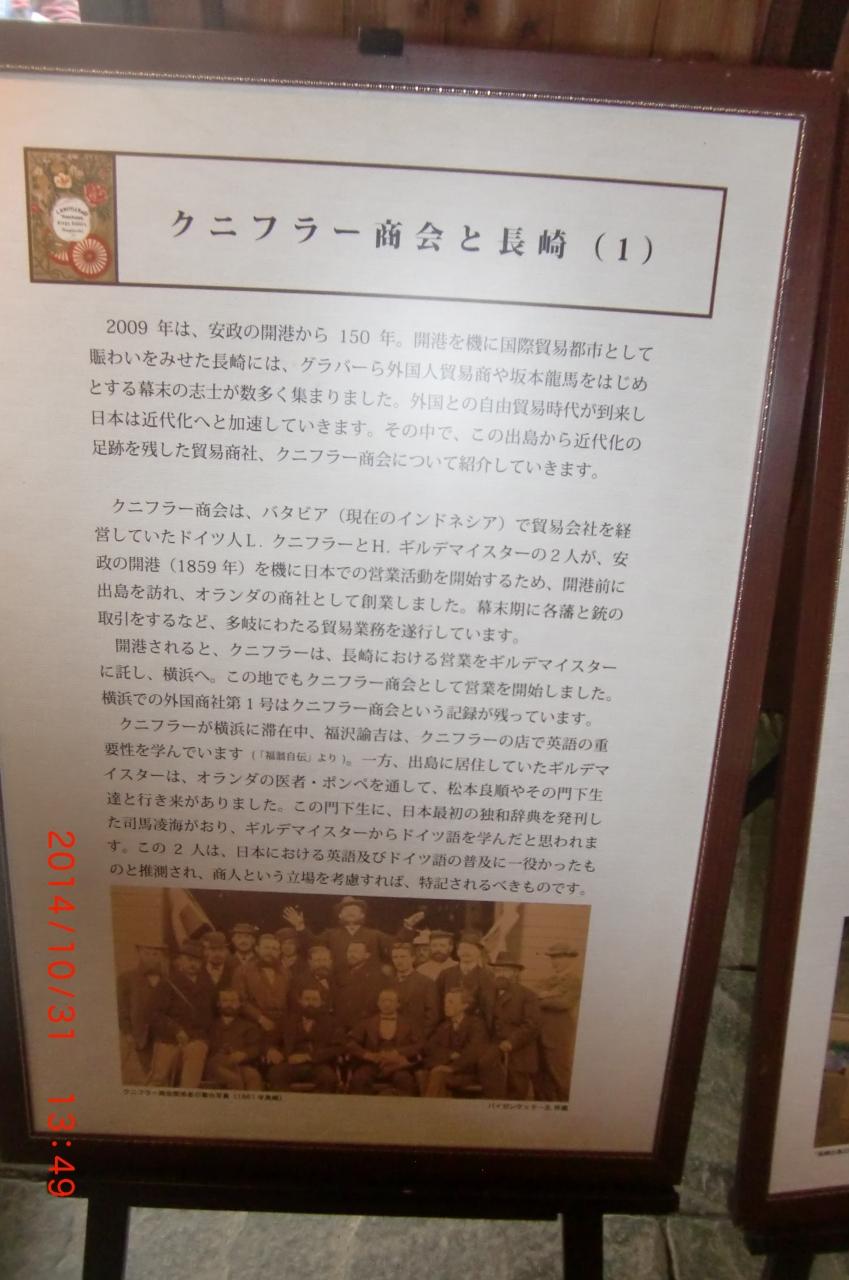 クニフラー商会と長崎（1）
2009 年は、安政の開港から 150 年。開港を機に国際貿易都市として
賑わいをみせた長崎には、グラバーら外国人貿易商や坂本龍馬をはじめ
とする幕末の志士が数多く集まりました。外国との自由貿易時代が到来し
日本は近代化へと加速していきます。その中で、この出島から近代化の
足跡を残した貿易商社、クニフラー商会について紹介していきます。
クニフラー商会は、バタビア（現在のインドネシア）で貿易会社を経
営していたドイツ人L. クニフラーとH. ギルデマイスターの２人が、安
政の開港（1859 年）を機に日本での営業活動を開始するため、開港前に
出島を訪れ、オランダの商社として創業しました。幕末期に各藩と銃の
取引をするなど、多岐にわたる貿易業務を遂行しています。
開港されると、クニフラーは、長崎における営業をギルデマイスター
に託し、横浜へ。この地でもクニフラー商会として営業を開始しました。
横浜での外国商社第 1 号はクニフラー商会という記録が残っています。
クニフラーが横浜に滞在中、福沢諭吉は、クニフラーの店で英語の重
要性を学んでいます（「福翁自伝」より）。一方、出島に居住していたギルデマ
イスターは、オランダの医者・ポンペを通して、松本良順やその門下生
達と行き来がありました。この門下生に、日本最初の独和辞典を発刊し
た司馬凌海がおり、ギルデマイスターからドイツ語を学んだと思われま
す。この 2 人は、日本における英語及びドイツ語の普及に一役かったも
のと推測され、商人という立場を考慮すれば、特記されるべきものです。
クニフラー商会関係者の集合写真
2014/10/31 13:49